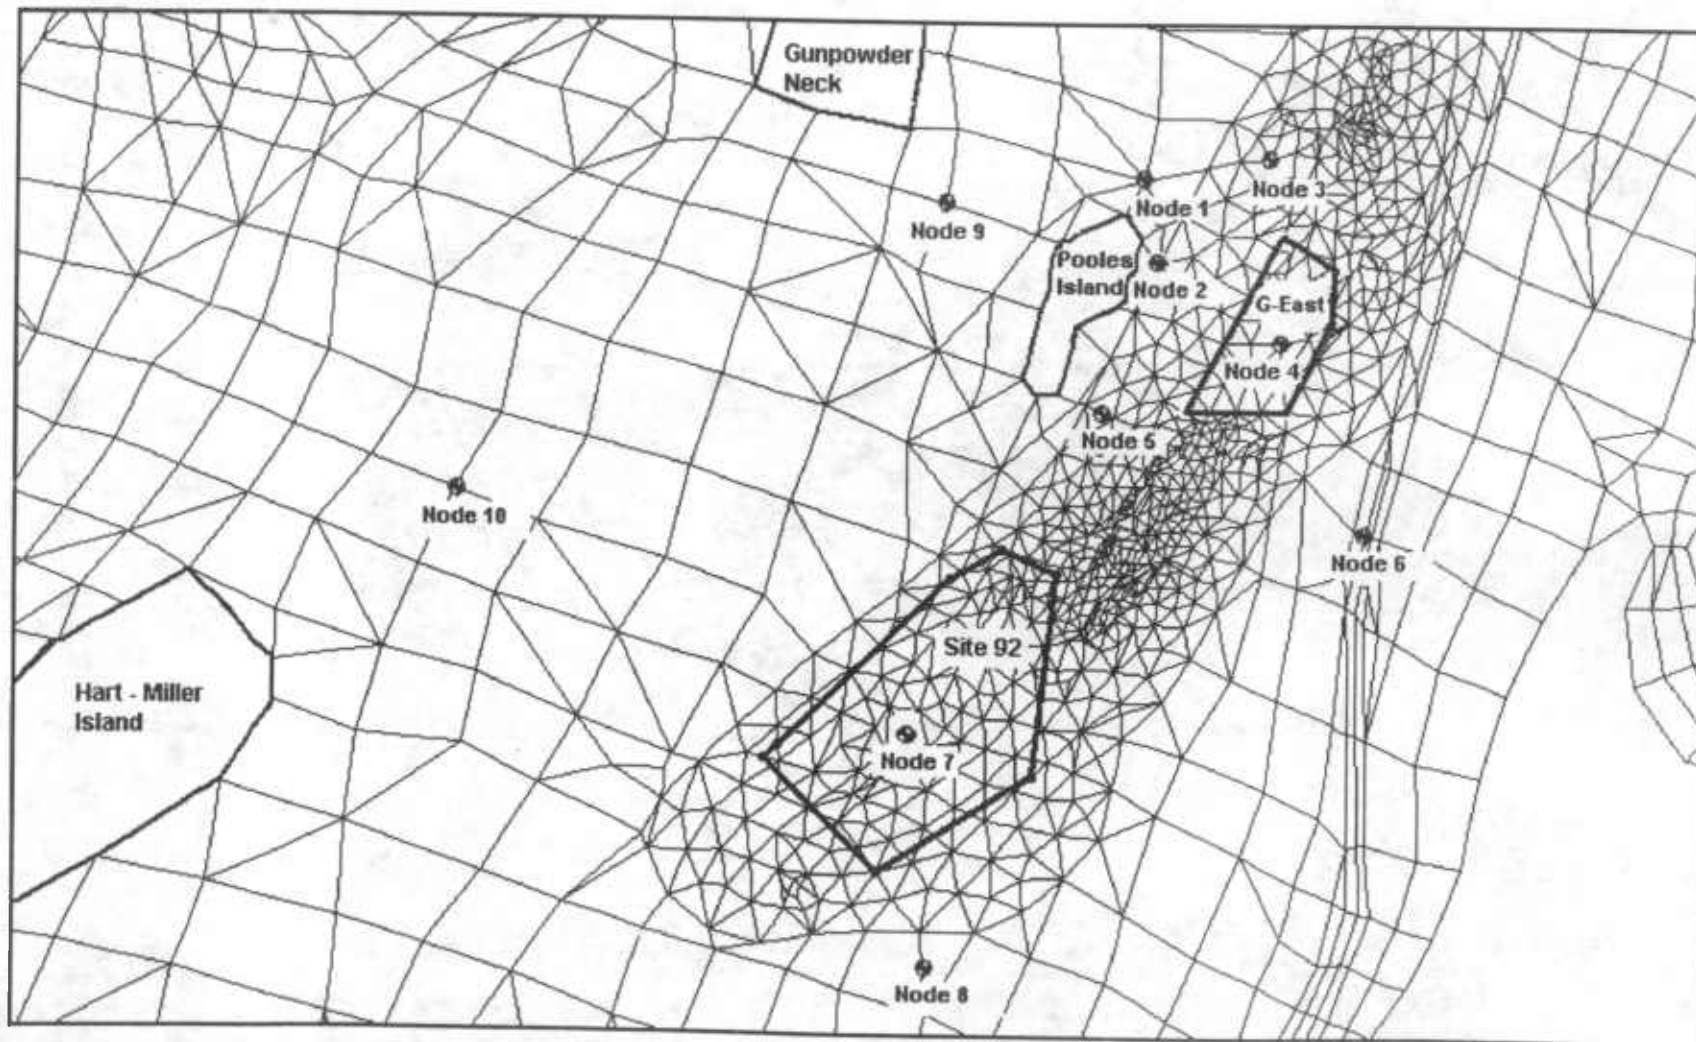 Gunpowder
Neck
Node 3
Node 1
Node 9
Pooles
Island
Node 2
G-East
Node 4
Node 5
Node 10
Node 6
Site 92
Hart - Miller
Island
Node 7
Node 8